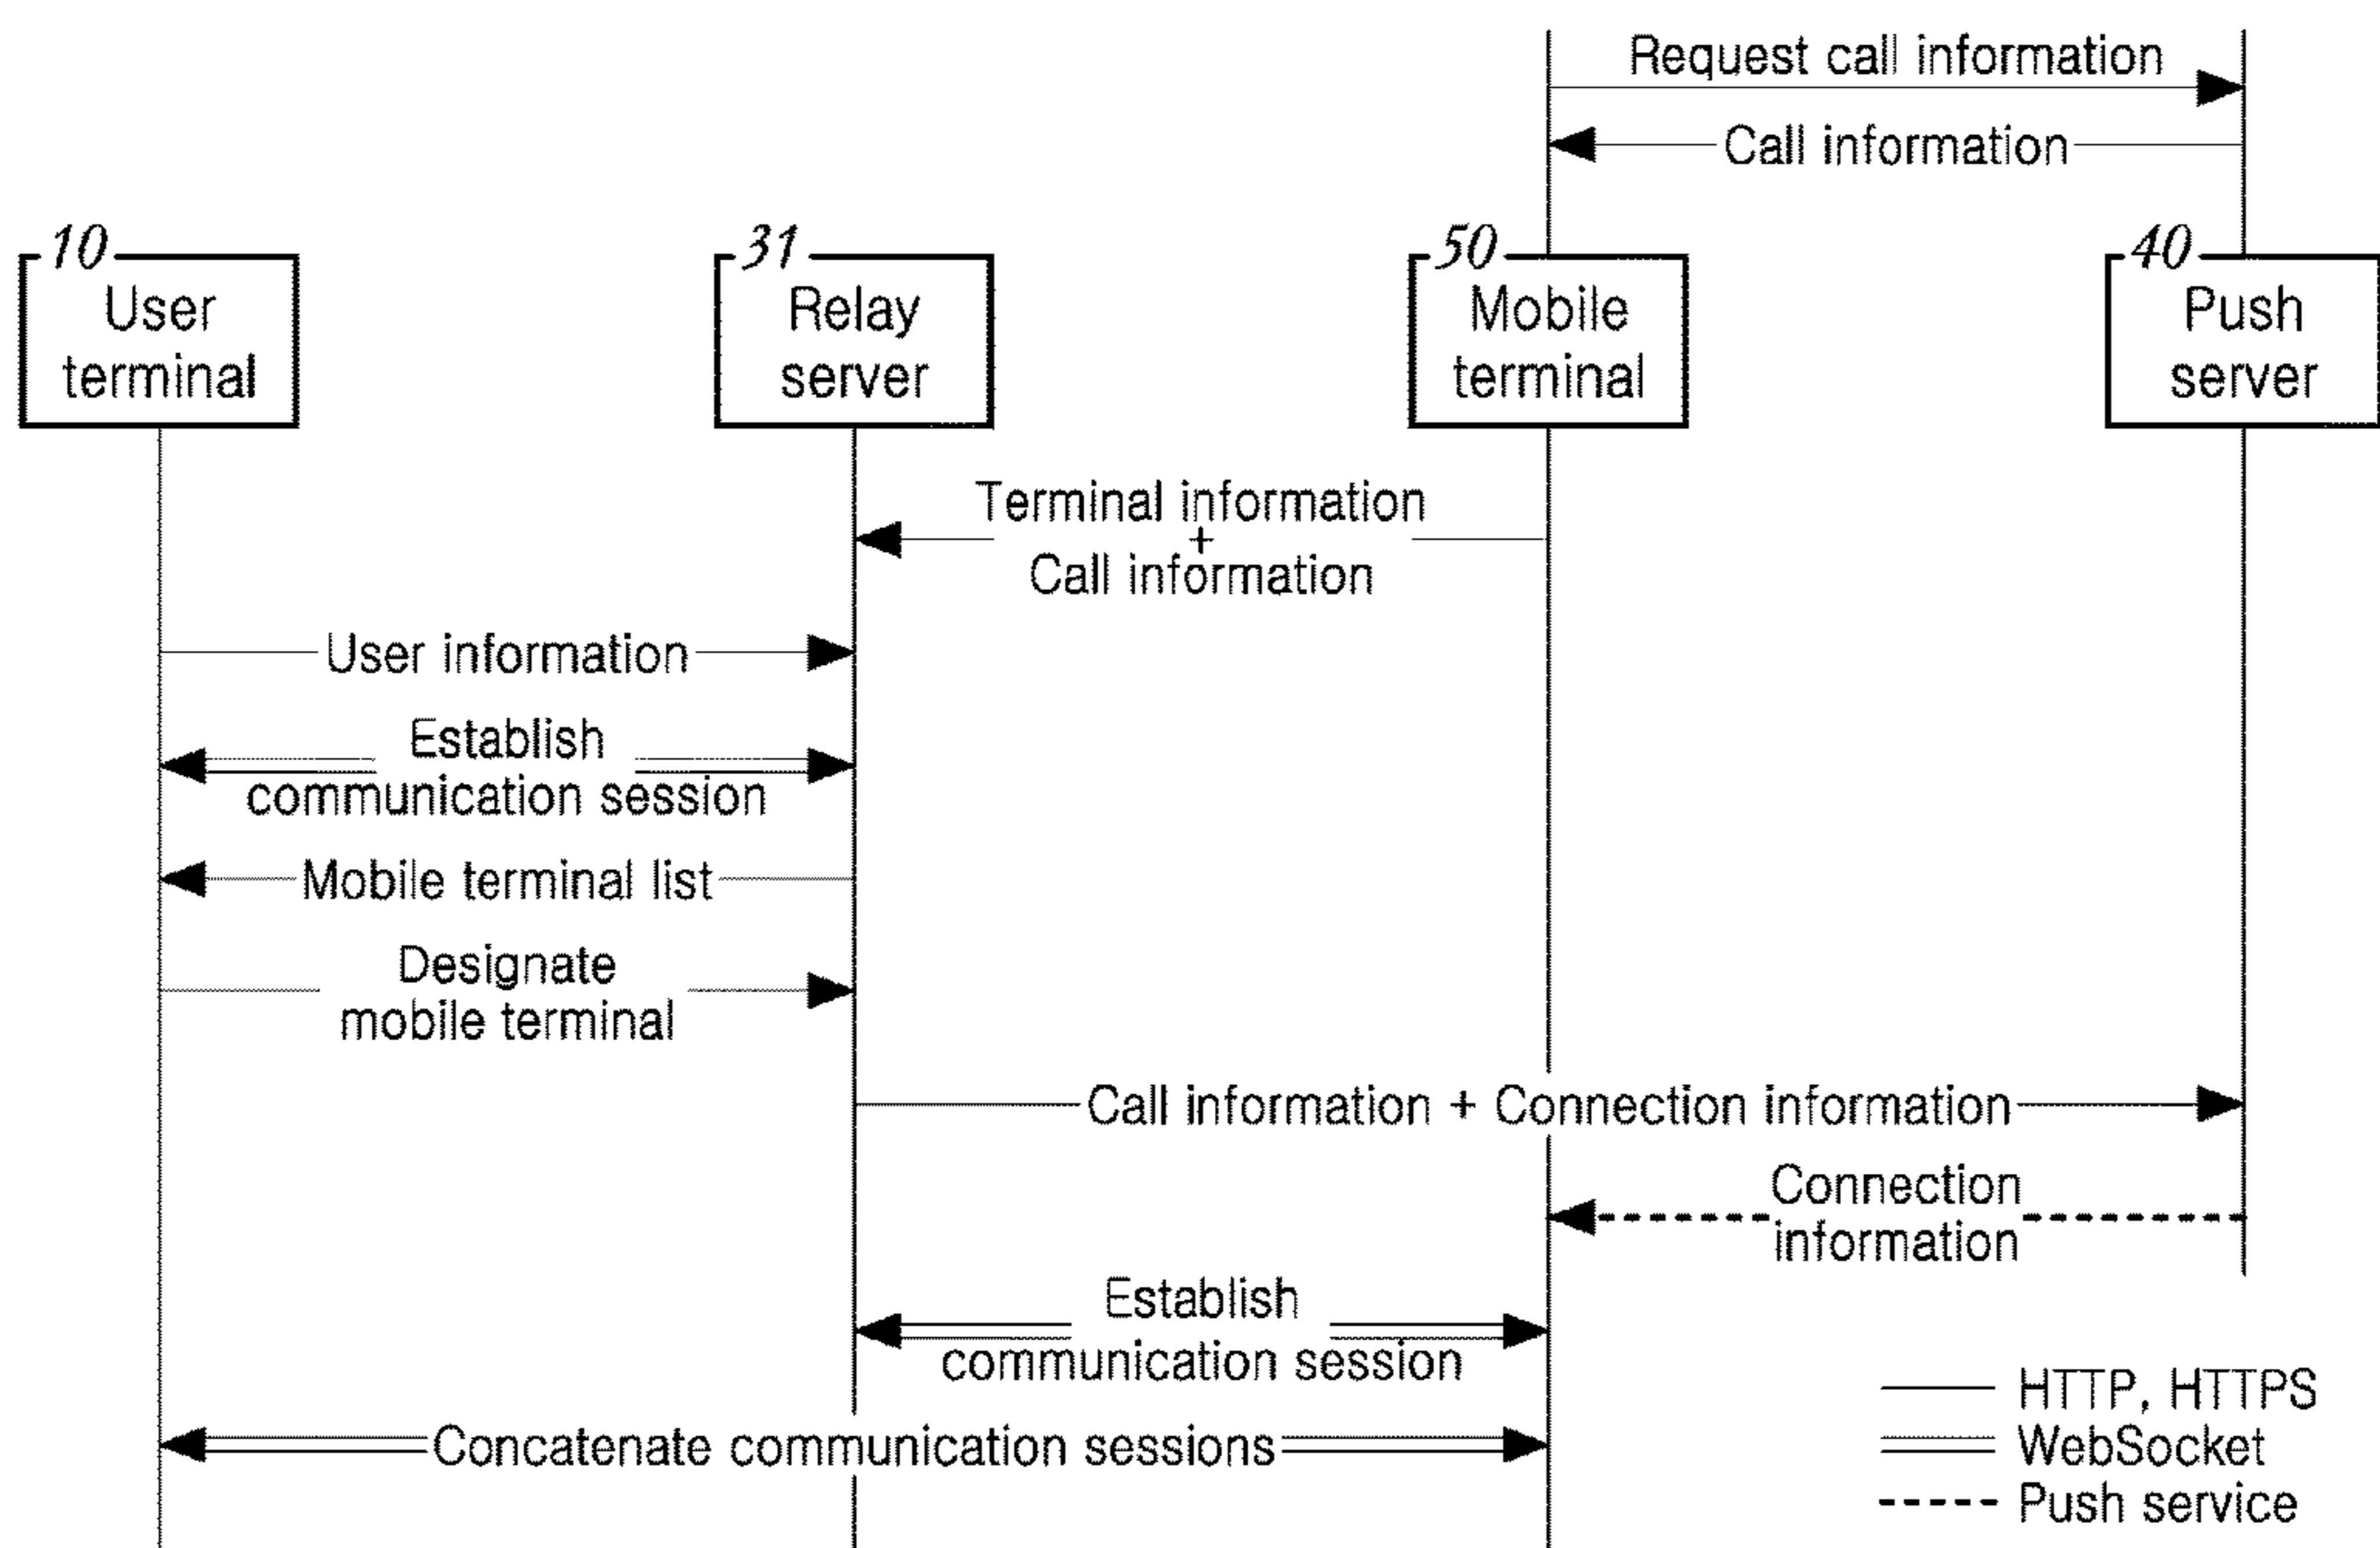 Request call information
Call information
10
31
50
40
User
terminal
Relay
server
Mobile
terminal
Push
server
Terminal information
+
Call information
User information
Establish
communication session
Mobile terminal list
Designate
mobile terminal
Call information + Connection information
Connection
information
Establish
communication session
Concatenate communication sessions
HTTP, HTTPS
WebSocket
Push service